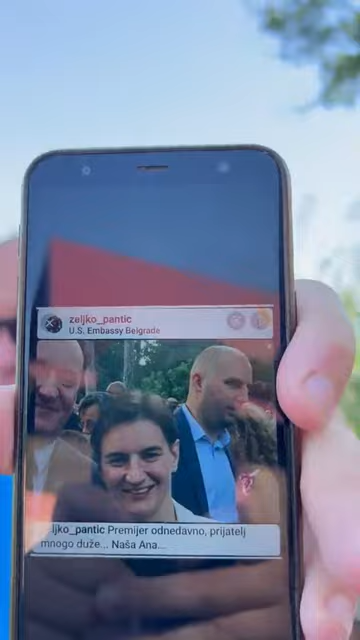 zeljko_pantic
U.S. Embassy Belgrade
ljko_pantic Premijer odnedavno, prijatelj
mnogo duže... Naša Ana...